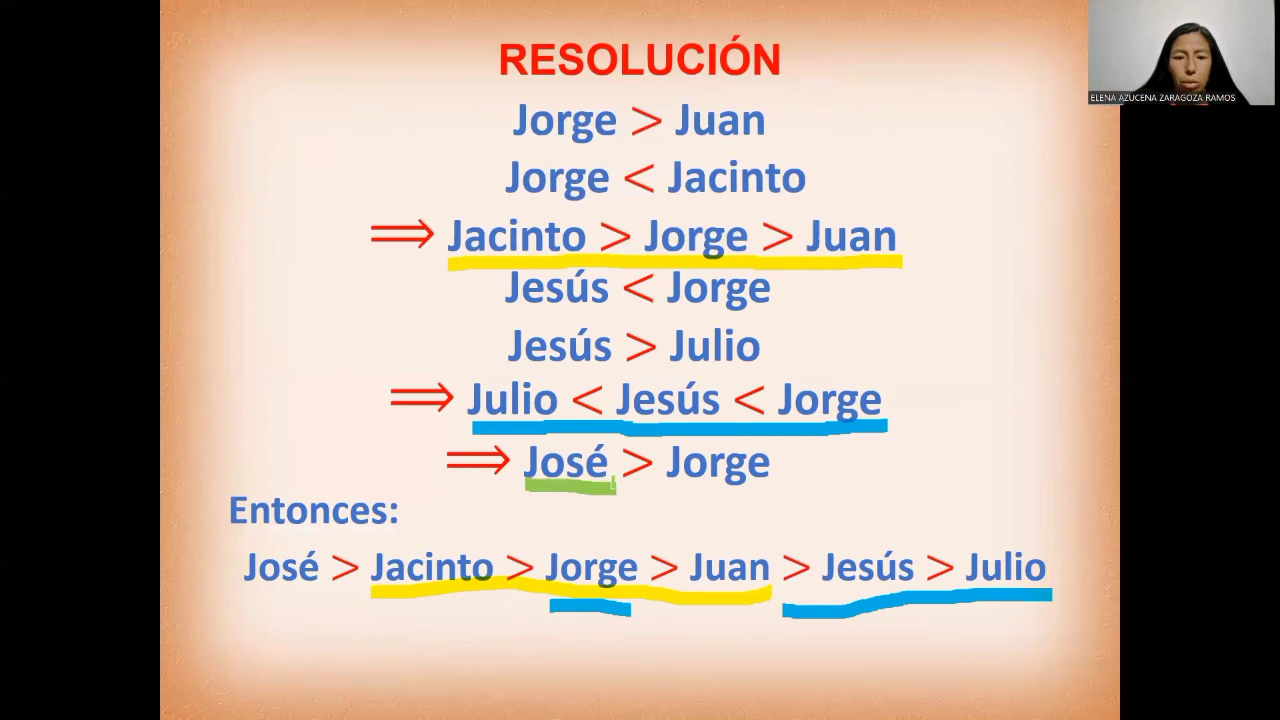 RESOLUCIÓN
ELENA AZUCENA ZARAGOZA RAMOS
Jorge > Juan
Jorge < Jacinto
⟹ Jacinto > Jorge > Juan
Jesús < Jorge
Jesús > Julio
⟹ Julio < Jesús < Jorge
⟹ José > Jorge
Entonces:
José > Jacinto > Jorge > Juan > Jesús > Julio